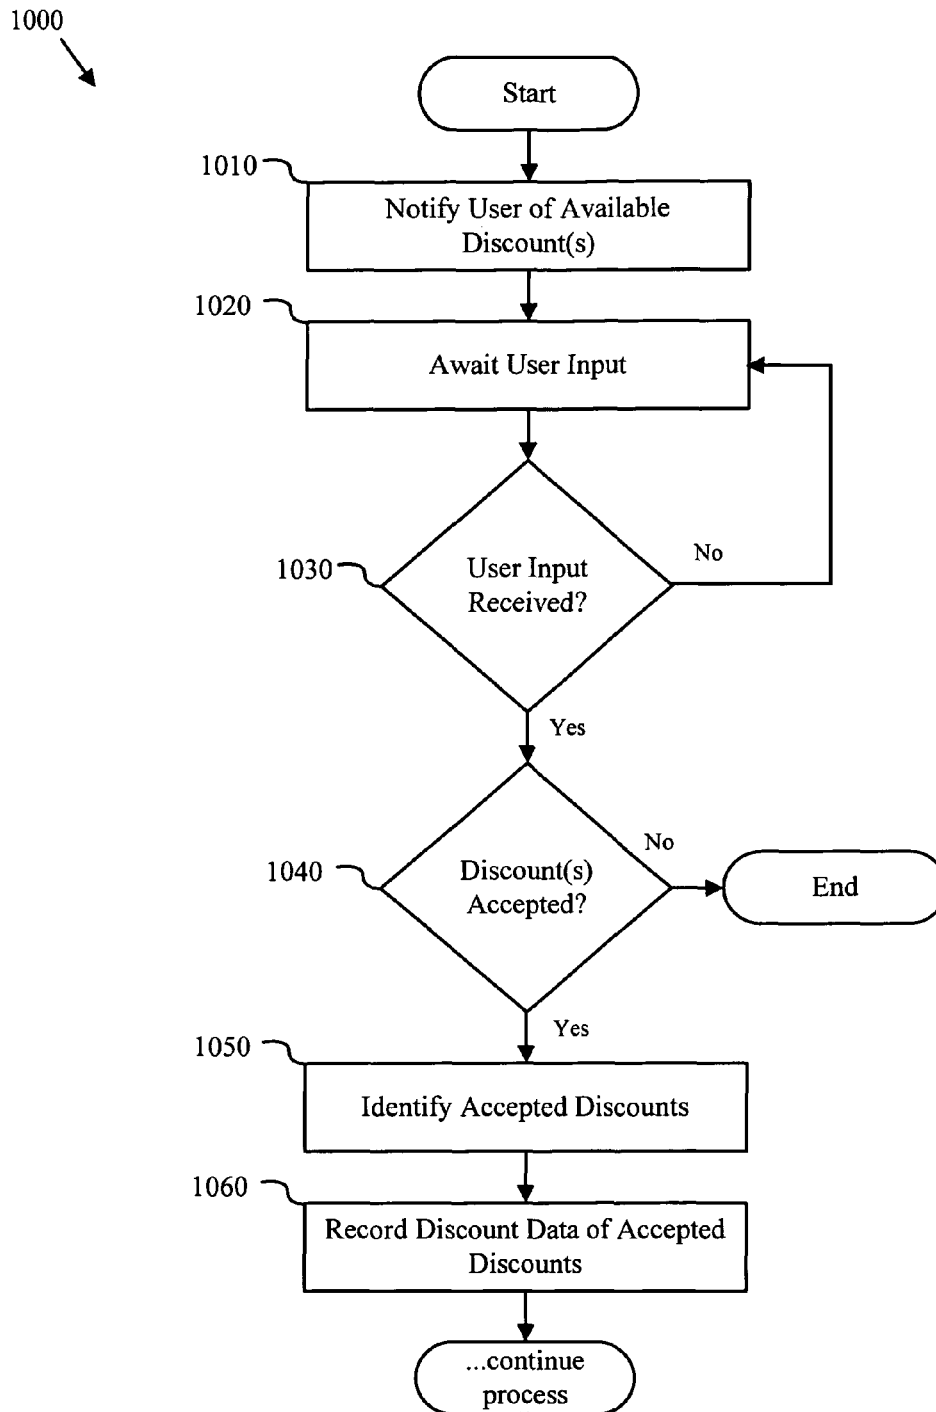 1000
Start
1010
Notify User of Available
Discount(s)
1020
Await User Input
1030
User Input
Received?
No
Yes
1040
Discount(s)
Accepted?
No
End
Yes
1050
Identify Accepted Discounts
1060
Record Discount Data of Accepted
Discounts
...continue
process